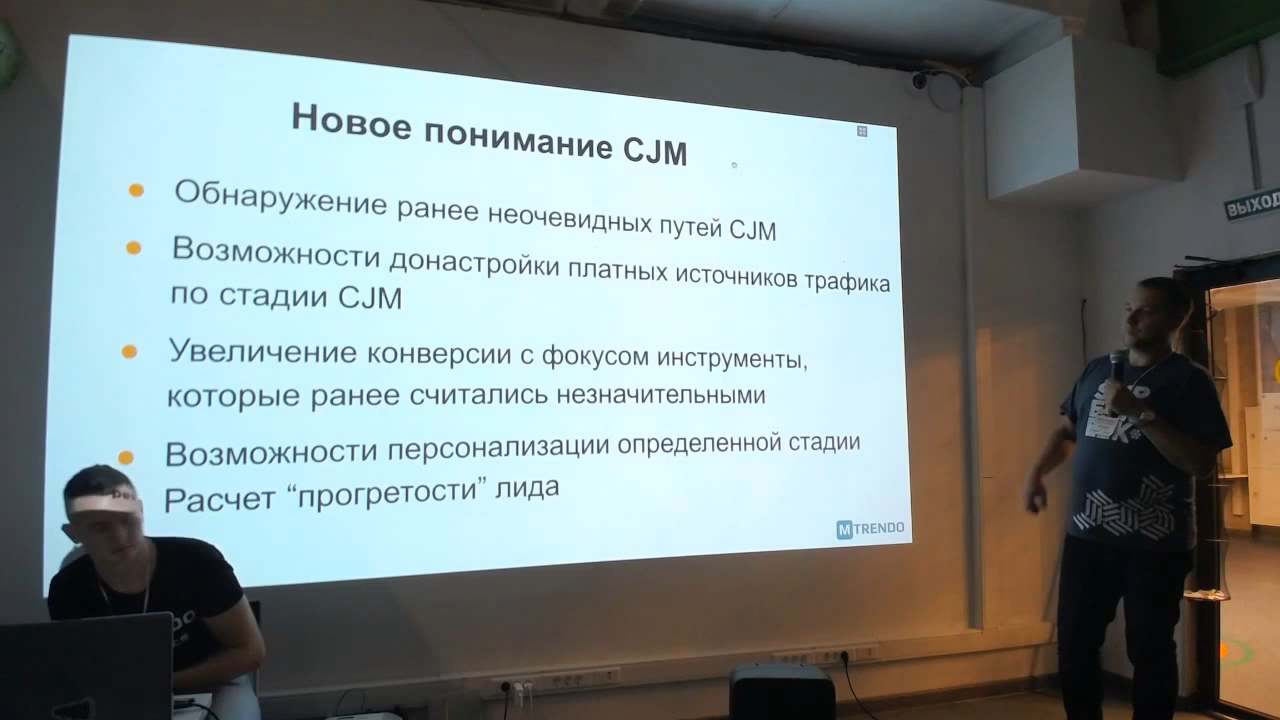 Новое понимание CJM
Обнаружение ранее неочевидных путей CJM
Возможности донастройки платных источников трафика
по стадии CJM
Увеличение конверсии с фокусом инструменты,
которые ранее считались незначительными
Возможности персонализации определенной стадии
Расчет “прогретости” лида
M TRENDO
ВЫХОД